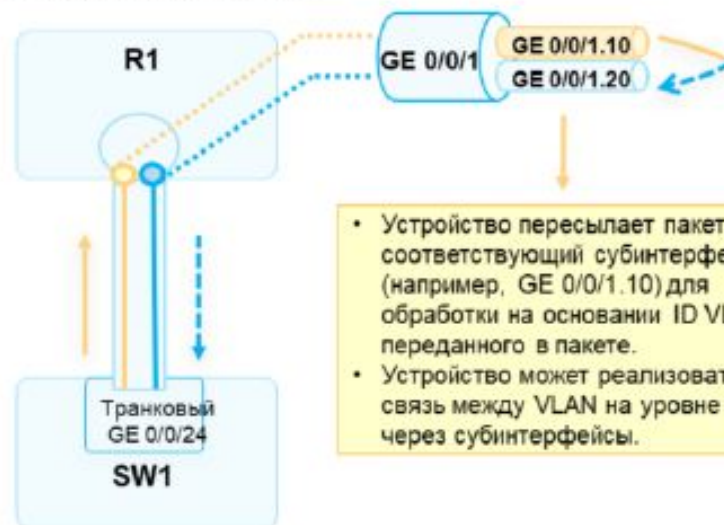 R1
GE 0/0/1
GE 0/0/1.10
GE 0/0/1.20
• Устройство пересылает пакет
соответствующий субинтерфе
(например, GE 0/0/1.10) для
обработки на основании ID VL
переданного в пакете.
• Устройство может реализоват
связь между VLAN на уровне
через субинтерфейсы.
Транковый
GE 0/0/24
SW1